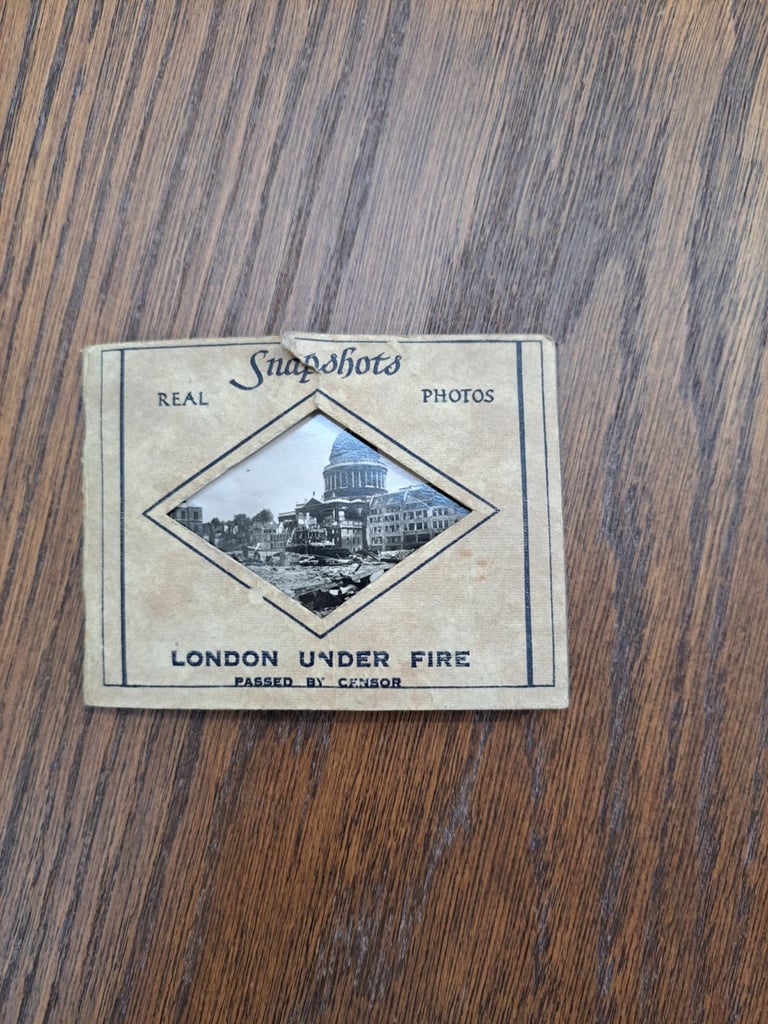 Snapshots
REAL PHOTOS
LONDON UNDER FIRE
PASSED BY CENSOR